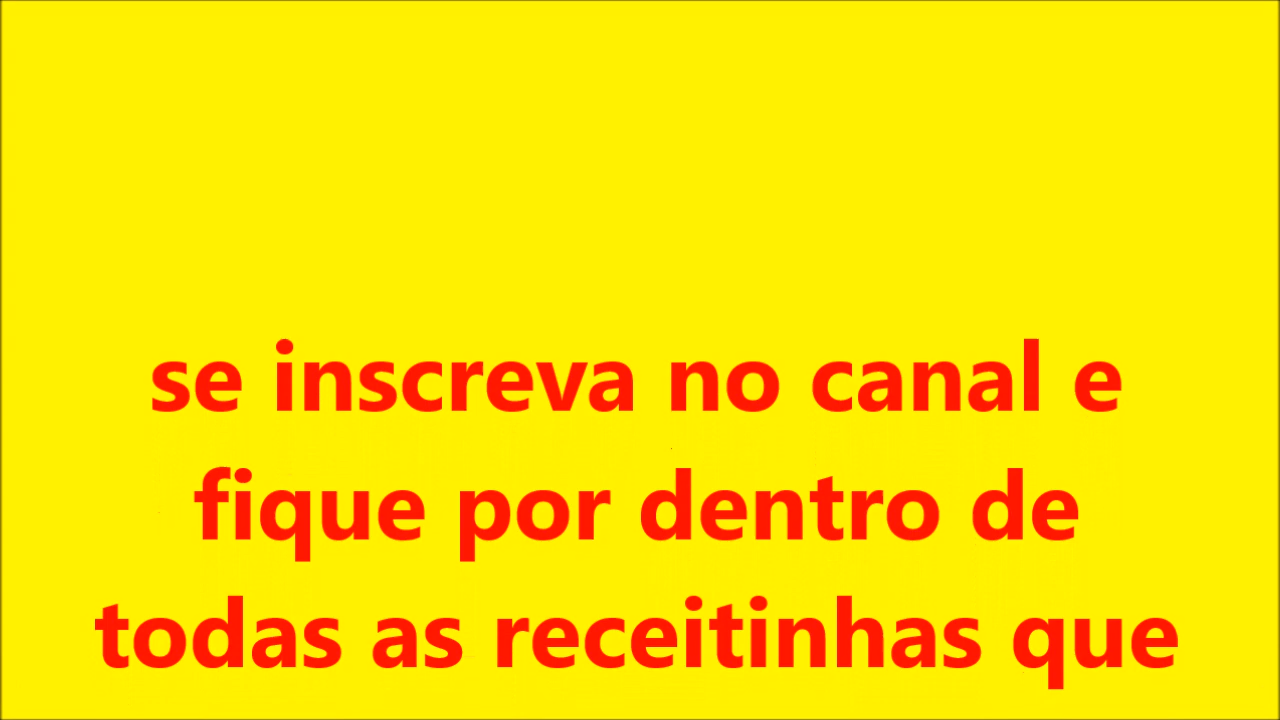 se inscreva no canal e
fique por dentro de
todas as receitinhas que